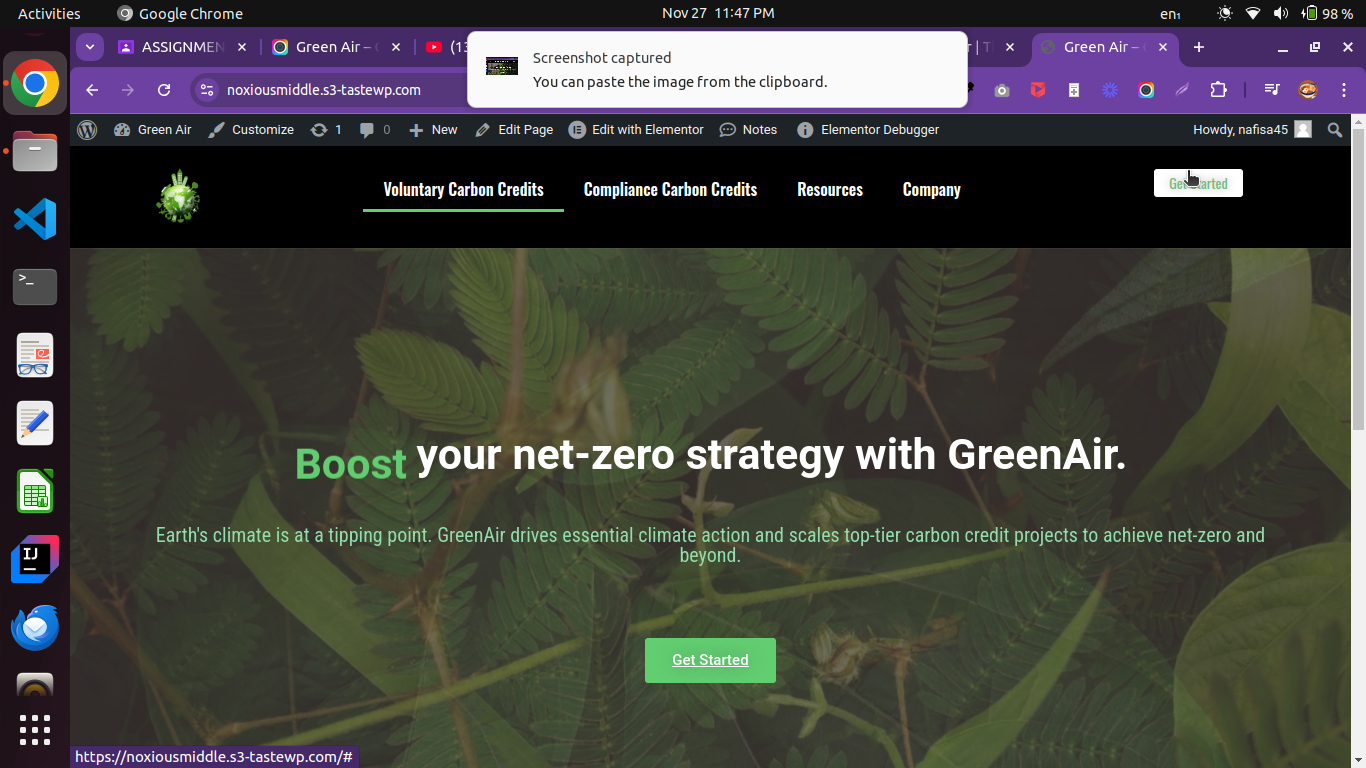 Activities
Google Chrome
Nov 27 11:47 PM
en₁
98 %
ASSIGNMEN
Green Air –
(13
r | T
Green Air –
Screenshot captured
You can paste the image from the clipboard.
noxiousmiddle.s3-tastewp.com
Green Air
Customize
1
0
New
Edit Page
Edit with Elementor
Notes
Elementor Debugger
Howdy, nafisa45
Voluntary Carbon Credits
Compliance Carbon Credits
Resources
Company
Get Started
Boost your net-zero strategy with GreenAir.
Earth's climate is at a tipping point. GreenAir drives essential climate action and scales top-tier carbon credit projects to achieve net-zero and
beyond.
Get Started
https://noxiousmiddle.s3-tastewp.com/#